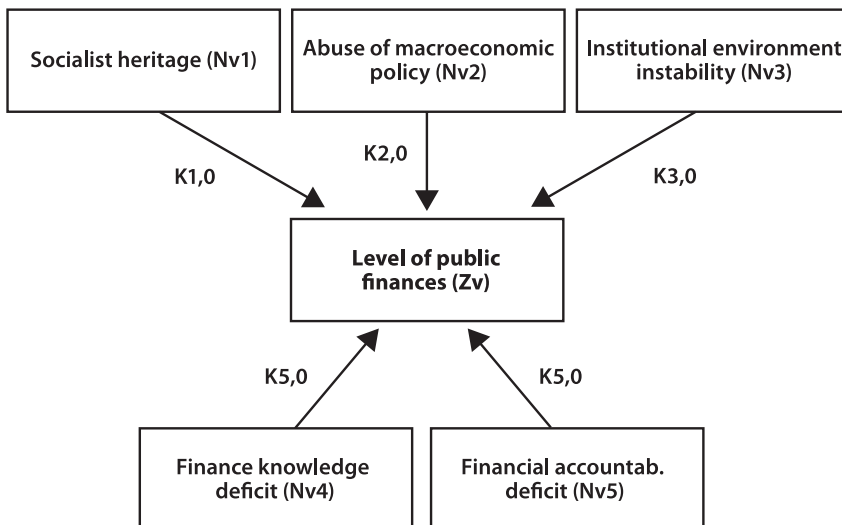 Socialist heritage (Nv1)
Abuse of macroeconomic
policy (Nv2)
Institutional environment
instability (Nv3)
K1,0
K2,0
K3,0
Level of public
finances (Zv)
K5,0
K5,0
Finance knowledge
deficit (Nv4)
Financial accountab.
deficit (Nv5)